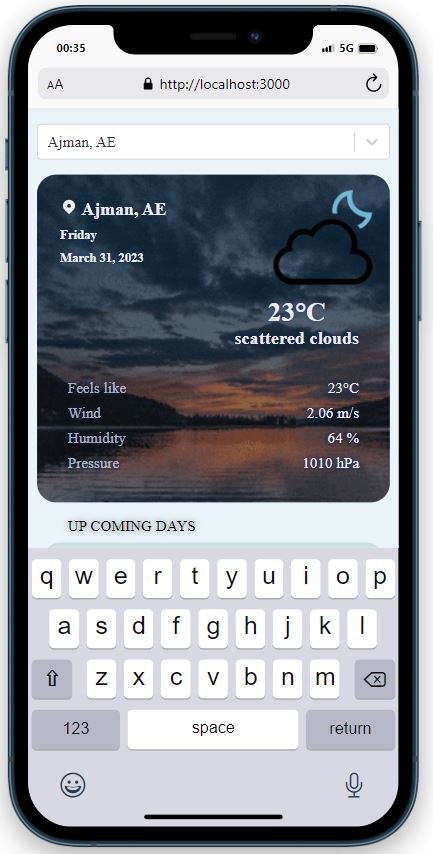 00:35 5G
AA http://localhost:3000
Ajman, AE
Ajman, AE
Friday
March 31, 2023
23°C
scattered clouds
Feels like 23°C
Wind 2.06 m/s
Humidity 64 %
Pressure 1010 hPa
UP COMING DAYS
q w e r t y u i o p
a s d f g h j k l
z x c v b n m
123 space return